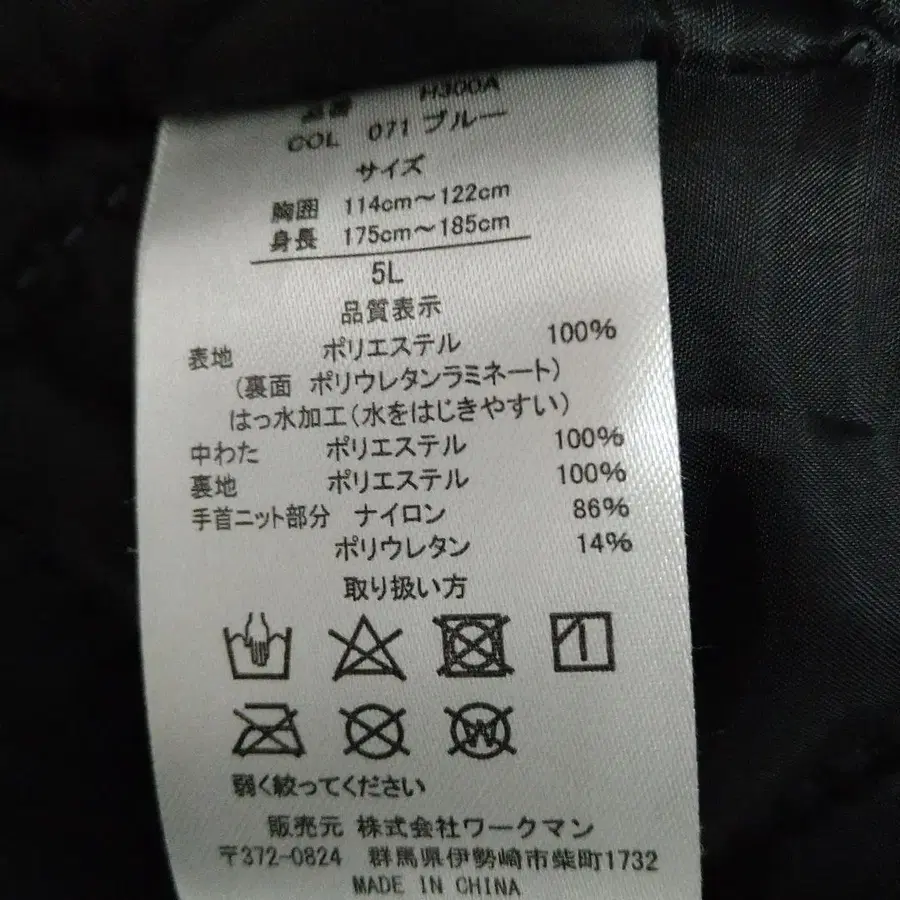 品番 H300A
COL 071 ブルー
サイズ
胸囲 114cm～122cm
身長 175cm～185cm
5L
品質表示
表地 ポリエステル 100%
(裏面 ポリウレタンラミネート)
はっ水加工(水をはじきやすい)
中わた ポリエステル 100%
裏地 ポリエステル 100%
手首ニット部分 ナイロン 86%
ポリウレタン 14%
取り扱い方
W
弱く絞ってください
販売元 株式会社ワークマン
〒372-0824 群馬県伊勢崎市柴町1732
MADE IN CHINA